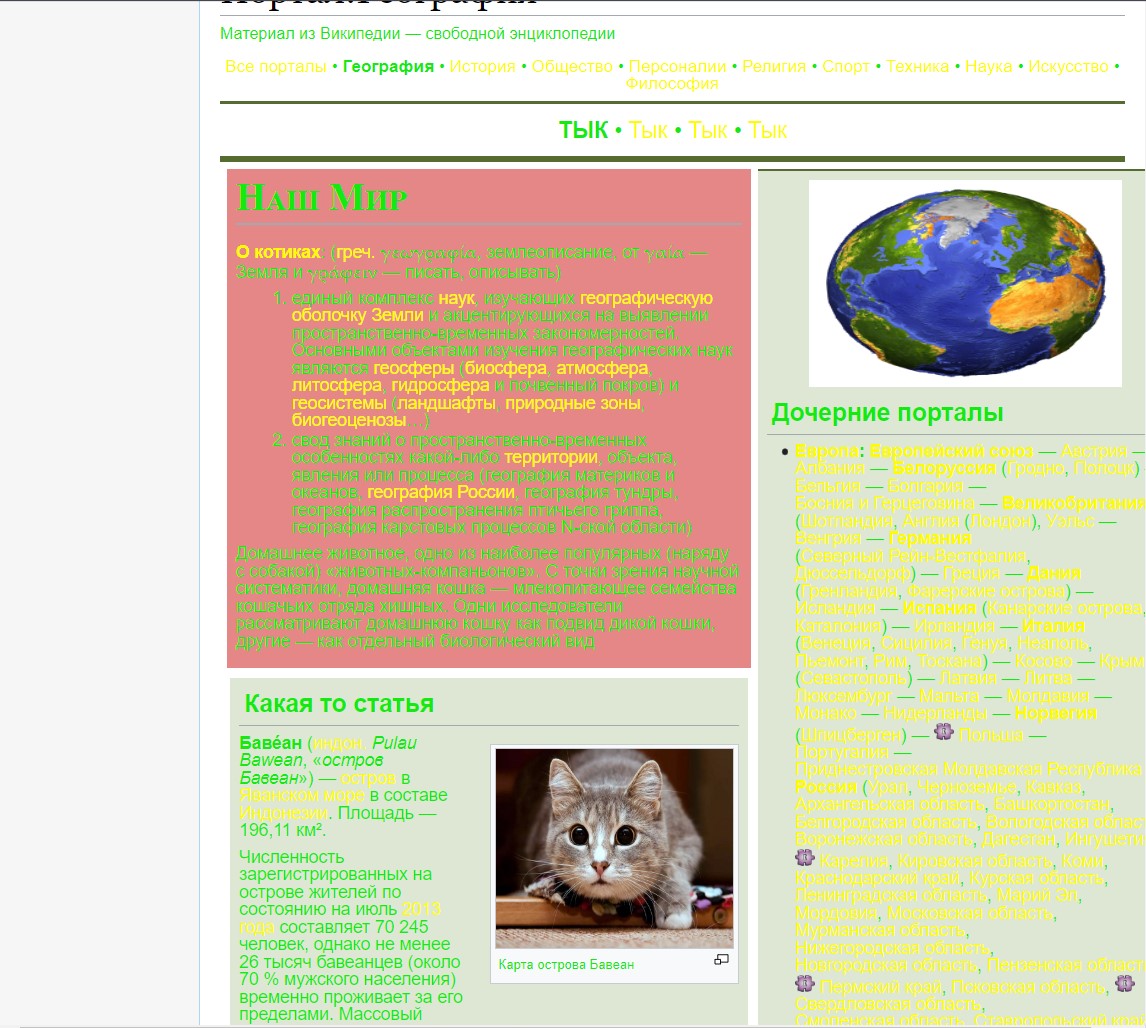 Портал:География
Материал из Википедии — свободной энциклопедии
Все порталы • География • История • Общество • Персоналии • Религия • Спорт • Техника • Наука • Искусство •
Философия
ТЫК • Тык • Тык • Тык
Наш Мир
О котиках: (греч. γεωγραφία, землеописание, от γαία —
Земля и γράφειν — писать, описывать)
1. единый комплекс наук, изучающих географическую
оболочку Земли и акцентирующихся на выявлении
пространственно-временных закономерностей.
Основными объектами изучения географических наук
являются геосферы (биосфера, атмосфера,
литосфера, гидросфера и почвенный покров) и
геосистемы (ландшафты, природные зоны,
биогеоценозы…)
2. свод знаний о пространственно-временных
особенностях какой-либо территории, объекта,
явления или процесса (география материков и
океанов, география России, география тундры,
география распространения птичьего гриппа,
география карстовых процессов N-ской области)
Домашнее животное, одно из наиболее популярных (наряду
с собакой) «животных-компаньонов». С точки зрения научной
систематики, домашняя кошка — млекопитающее семейства
кошачьих отряда хищных. Одни исследователи
рассматривают домашнюю кошку как подвид дикой кошки,
другие — как отдельный биологический вид.
Какая то статья
Баве́ан (индон. Pulau
Bawean, «остров
Бавеан») — остров в
Яванском море в составе
Индонезии. Площадь —
196,11 км².
Численность
зарегистрированных на
острове жителей по
состоянию на июль 2013
года составляет 70 245
человек, однако не менее
26 тысяч бавеанцев (около
70 % мужского населения)
временно проживает за его
пределами. Массовый
Карта острова Бавеан
Дочерние порталы
Европа: Европейский союз — Австрия —
Албания — Белоруссия (Гродно, Полоцк)
Бельгия — Болгария —
Босния и Герцеговина — Великобритания
(Шотландия, Англия (Лондон), Уэльс —
Венгрия — Германия
(Северный Рейн-Вестфалия,
Дюссельдорф) — Греция — Дания
(Гренландия, Фарерские острова) —
Исландия — Испания (Канарские острова,
Каталония) — Ирландия — Италия
(Венеция, Сицилия, Генуя, Неаполь,
Пьемонт, Рим, Тоскана) — Косово — Крым
(Севастополь) — Латвия — Литва —
Люксембург — Мальта — Молдавия —
Монако — Нидерланды — Норвегия
(Шпицберген) — Польша —
Португалия —
Приднестровская Молдавская Республика
Россия (Урал, Черноземье, Кавказ,
Архангельская область, Башкортостан,
Белгородская область, Вологодская област
Воронежская область, Дагестан, Ингушети
Карелия, Кировская область, Коми,
Краснодарский край, Курская область,
Ленинградская область, Марий Эл,
Мордовия, Московская область,
Мурманская область,
Нижегородская область,
Новгородская область, Пензенская област
Пермский край, Псковская область,
Свердловская область,
Смоленская область, Ставропольский край